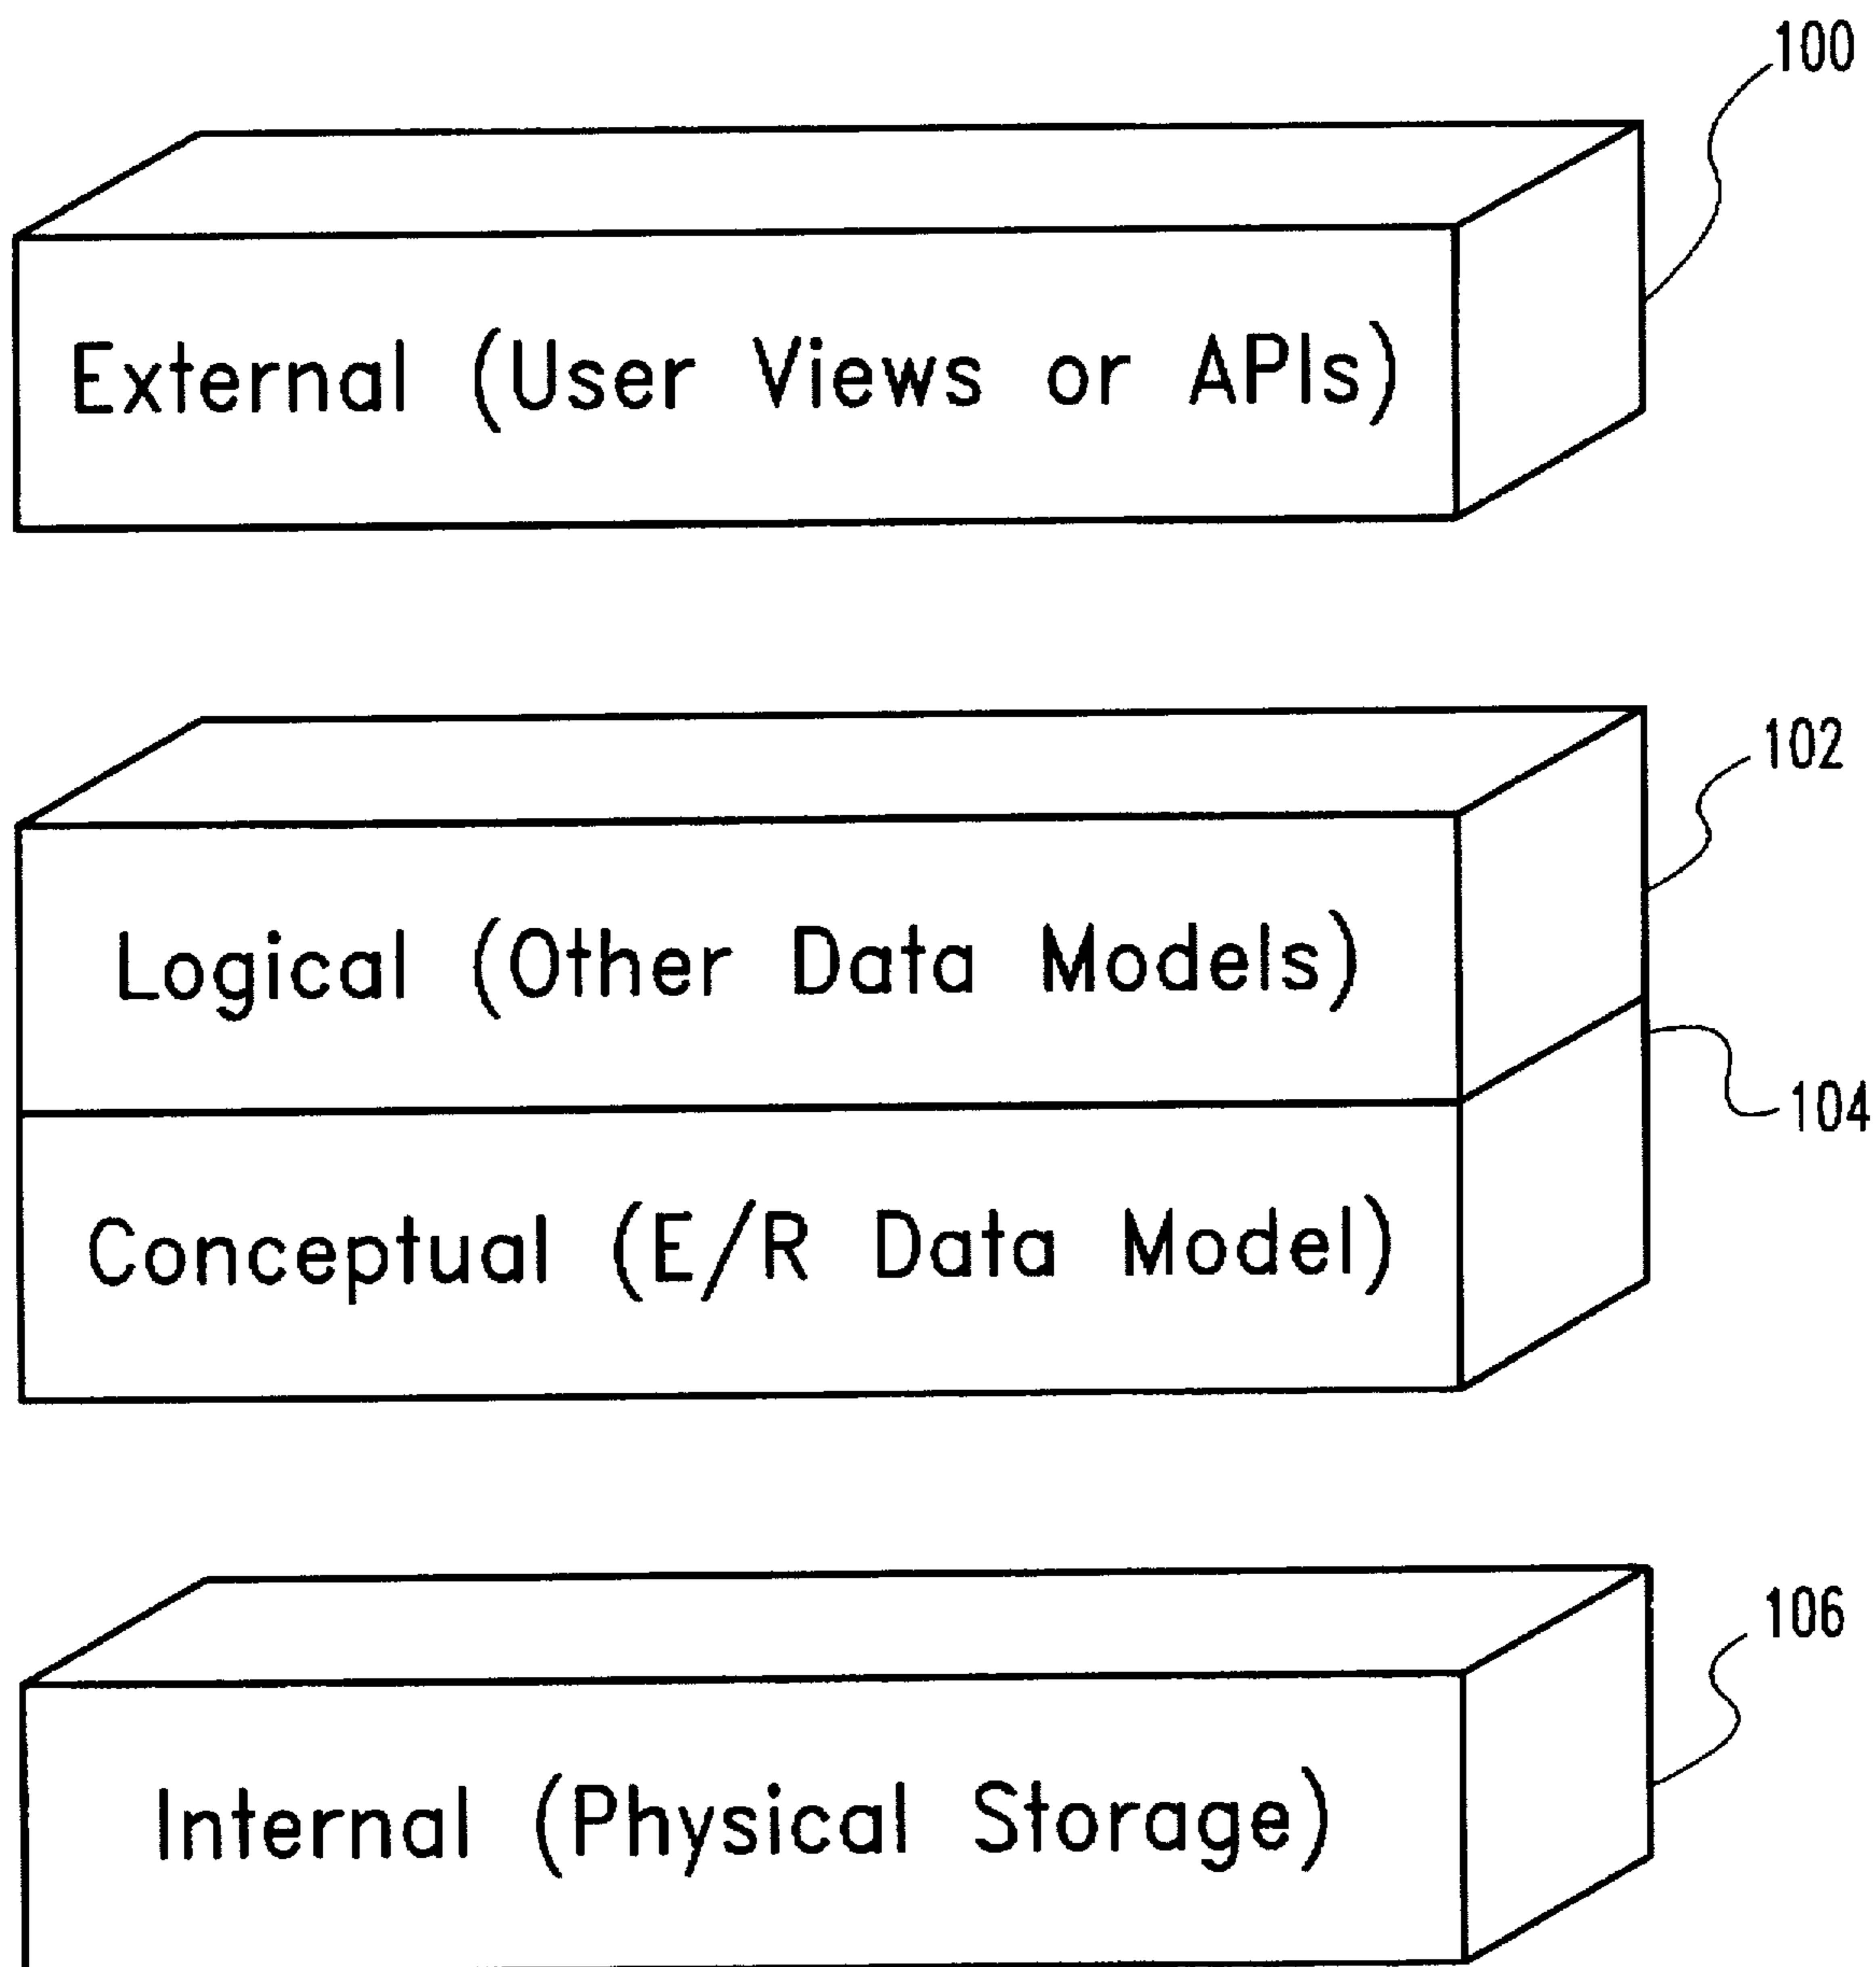 100
External (User Views or APIs)
102
Logical (Other Data Models)
104
Conceptual (E/R Data Model)
106
Internal (Physical Storage)